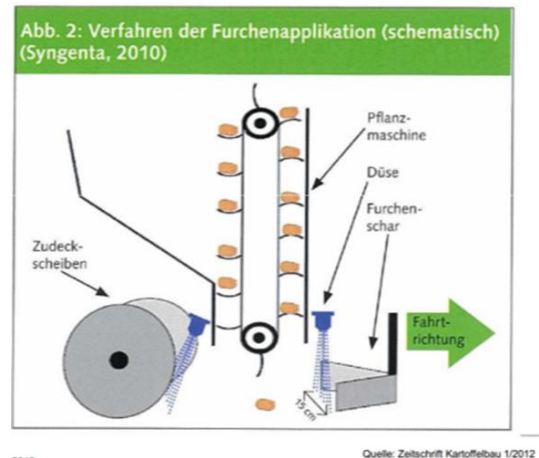 Abb. 2: Verfahren der Furchenapplikation (schematisch)
(Syngenta, 2010)
Pflanz-
maschine
Düse
Furchen-
schar
Zudeck-
scheiben
Fahrt-
richtung
15 cm
Quelle: Zeitschrift Kartoffelbau 1/2012